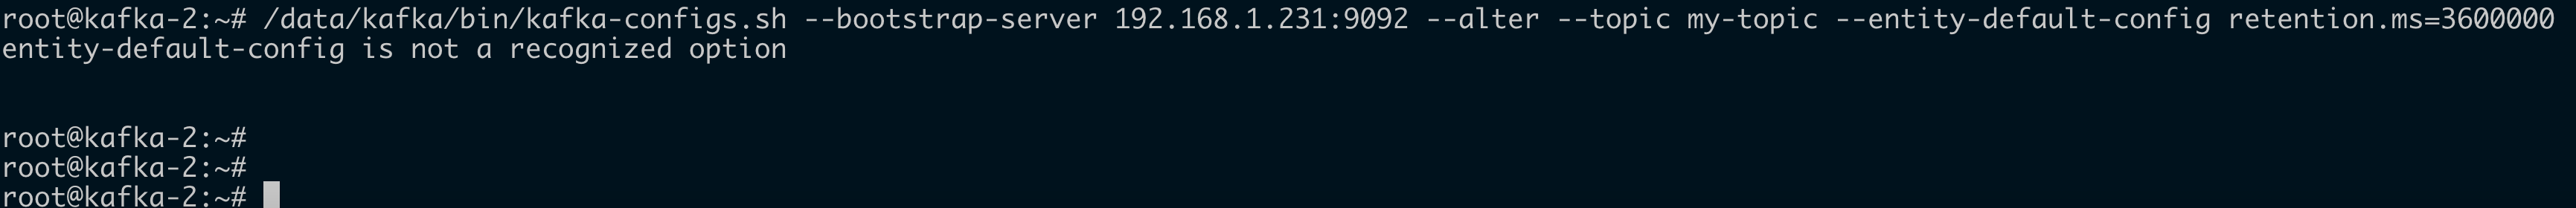 root@kafka-2:~# /data/kafka/bin/kafka-configs.sh --bootstrap-server 192.168.1.231:9092 --alter --topic my-topic --entity-default-config retention.ms=3600000
entity-default-config is not a recognized option
root@kafka-2:~#
root@kafka-2:~#
root@kafka-2:~#